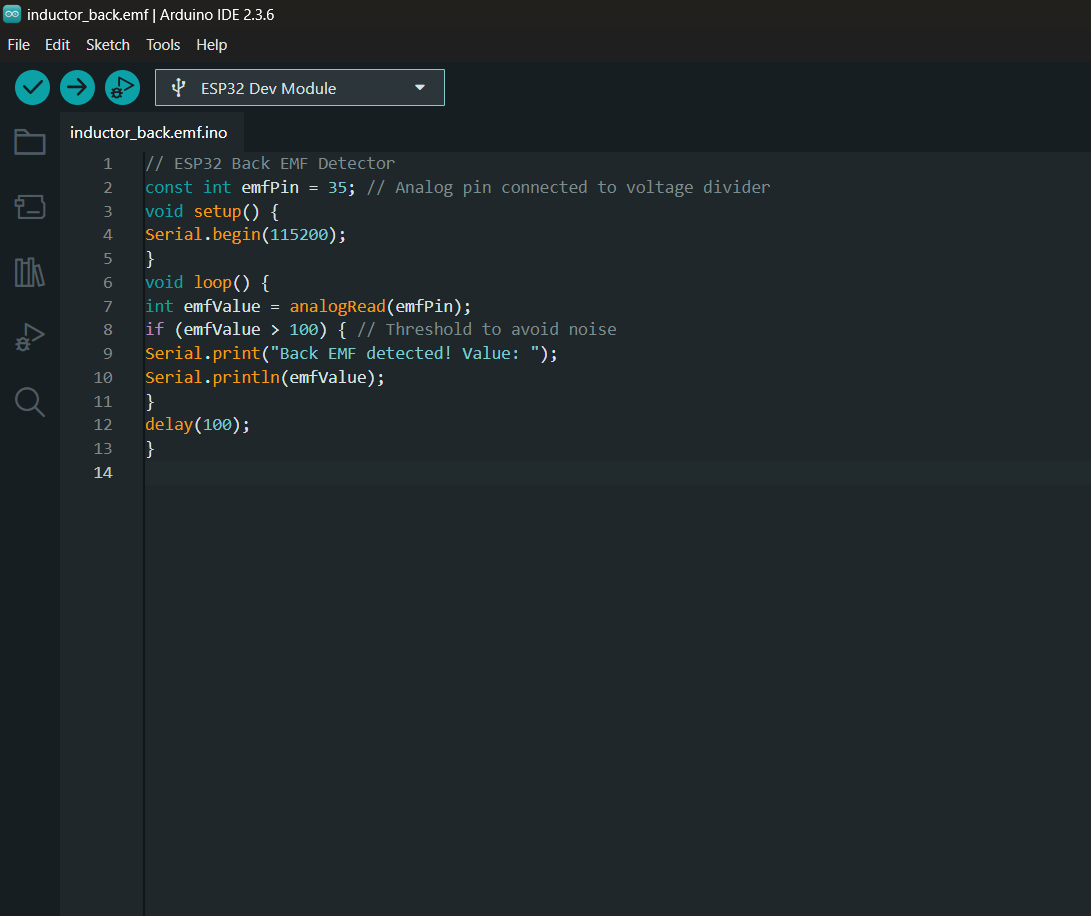 inductor_back.emf | Arduino IDE 2.3.6
File Edit Sketch Tools Help
ESP32 Dev Module
inductor_back.emf.ino
1 // ESP32 Back EMF Detector
2 const int emfPin = 35; // Analog pin connected to voltage divider
3 void setup() {
4 Serial.begin(115200);
5 }
6 void loop() {
7 int emfValue = analogRead(emfPin);
8 if (emfValue > 100) { // Threshold to avoid noise
9 Serial.print("Back EMF detected! Value: ");
10 Serial.println(emfValue);
11 }
12 delay(100);
13 }
14